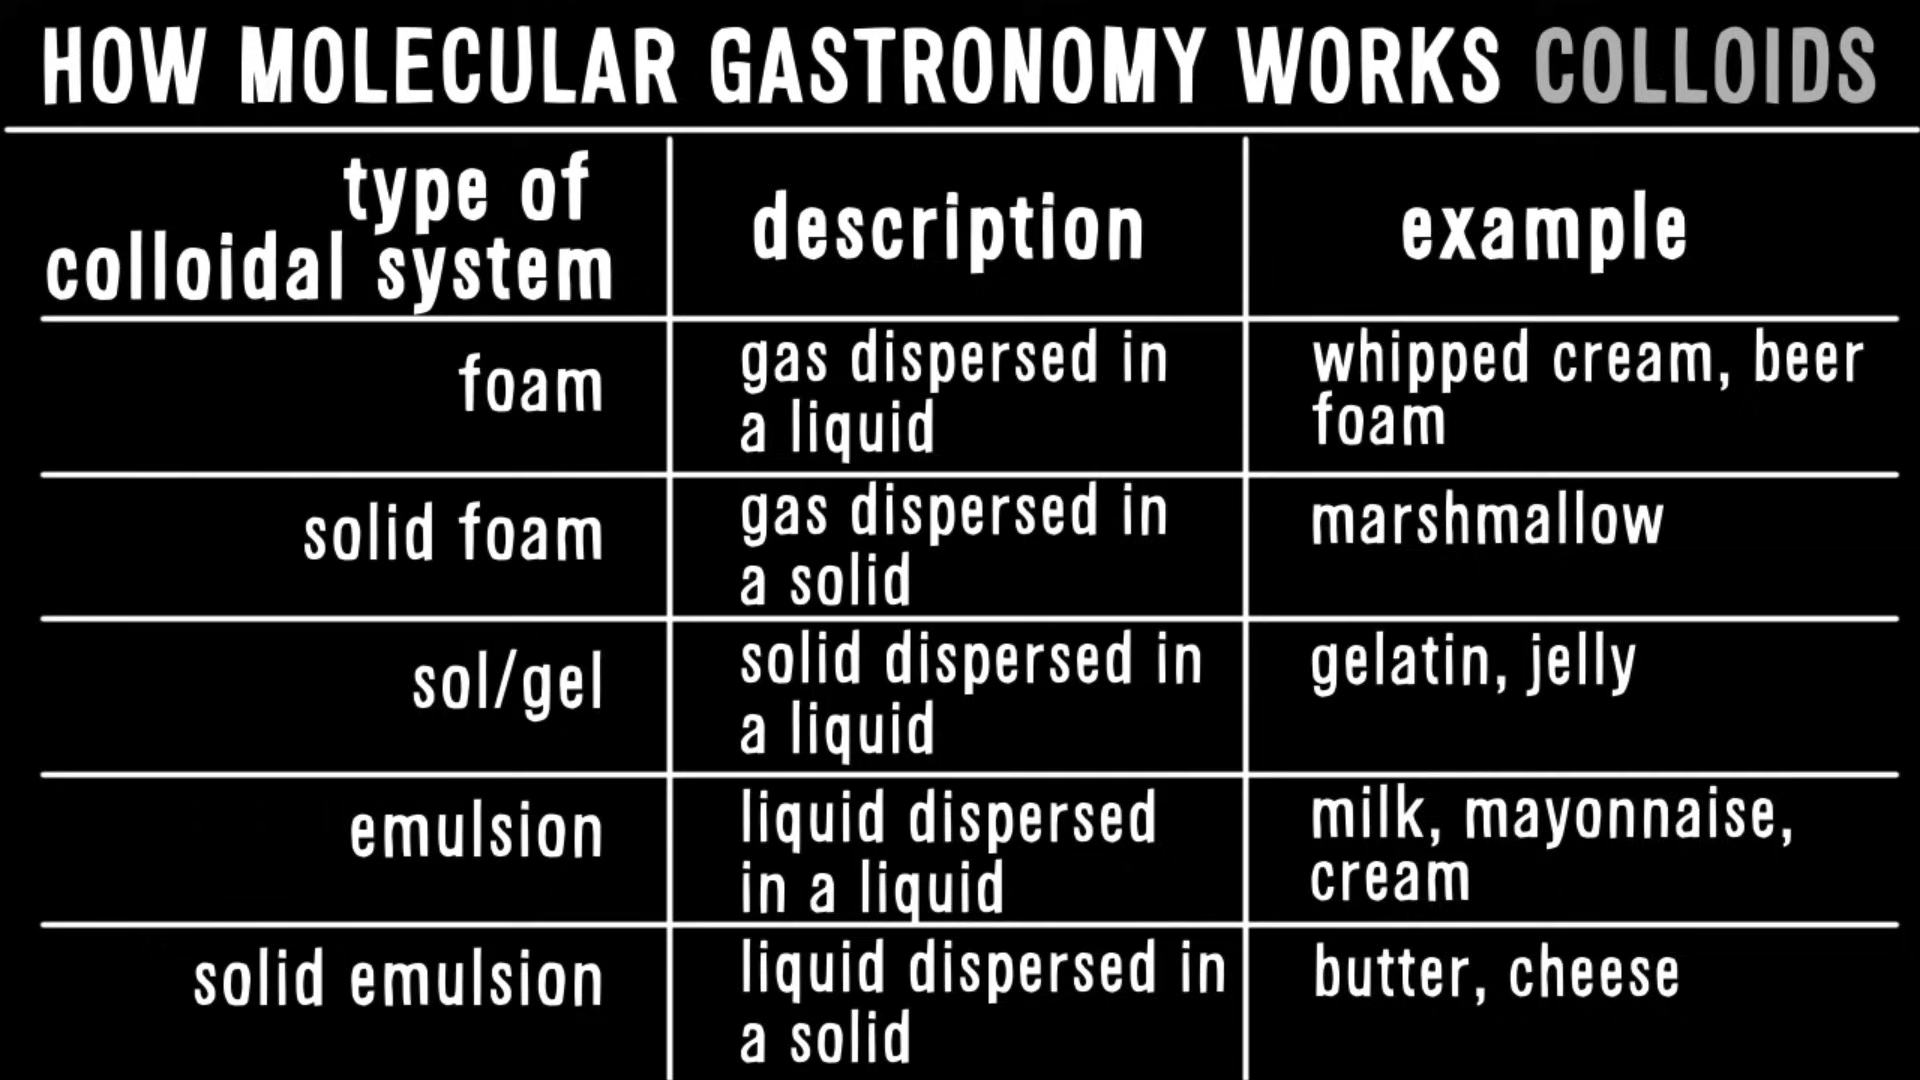 HOW MOLECULAR GASTRONOMY WORKS COLLOIDS
type of
colloidal system
description
example
foam
gas dispersed in
a liquid
whipped cream, beer
foam
solid foam
gas dispersed in
a solid
marshmallow
sol/gel
solid dispersed in
a liquid
gelatin, jelly
emulsion
liquid dispersed
in a liquid
milk, mayonnaise,
cream
solid emulsion
liquid dispersed in
a solid
butter, cheese